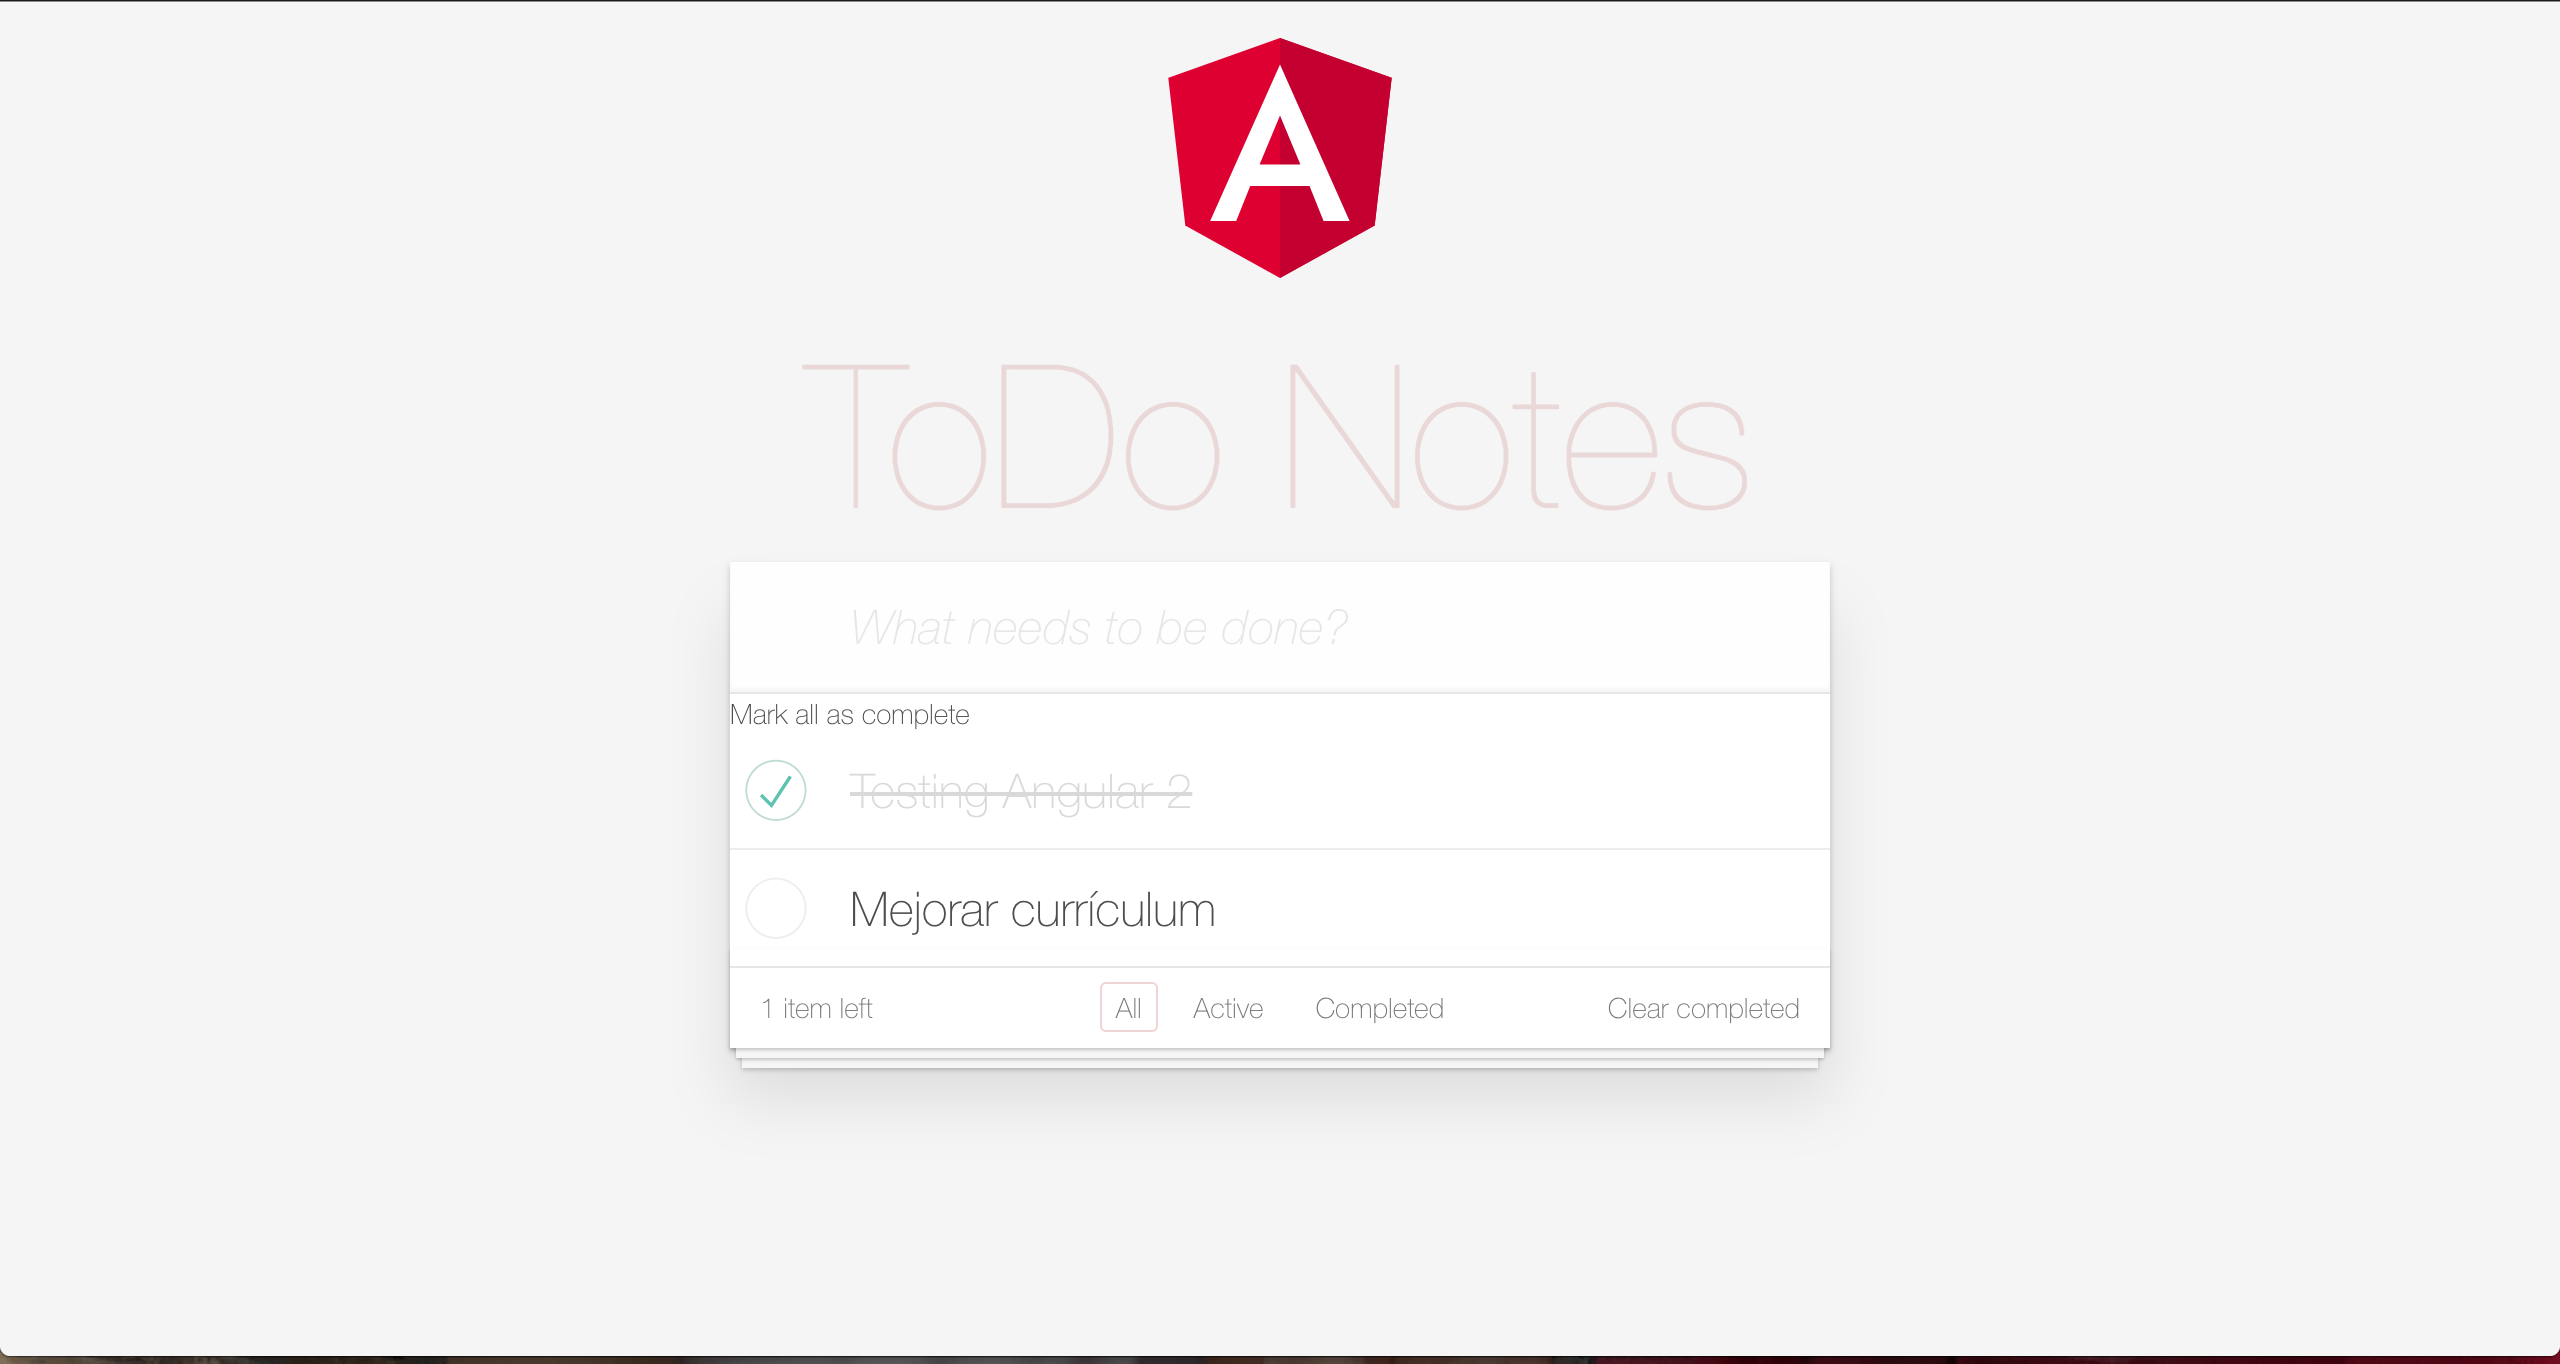 A
ToDo Notes
What needs to be done?
Mark all as complete
Testing Angular 2
Mejorar currículum
1 item left All Active Completed Clear completed